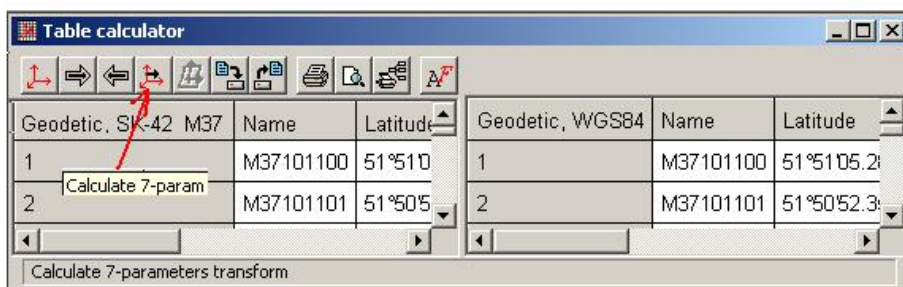 Table calculator
Geodetic, SK-42 M37 Name Latitude
1 M37101100 51°51'0
2 M37101101 51°50'5
Calculate 7-param
Geodetic, WGS84 Name Latitude
1 M37101100 51°51'05.2
2 M37101101 51°50'52.3
Calculate 7-parameters transform